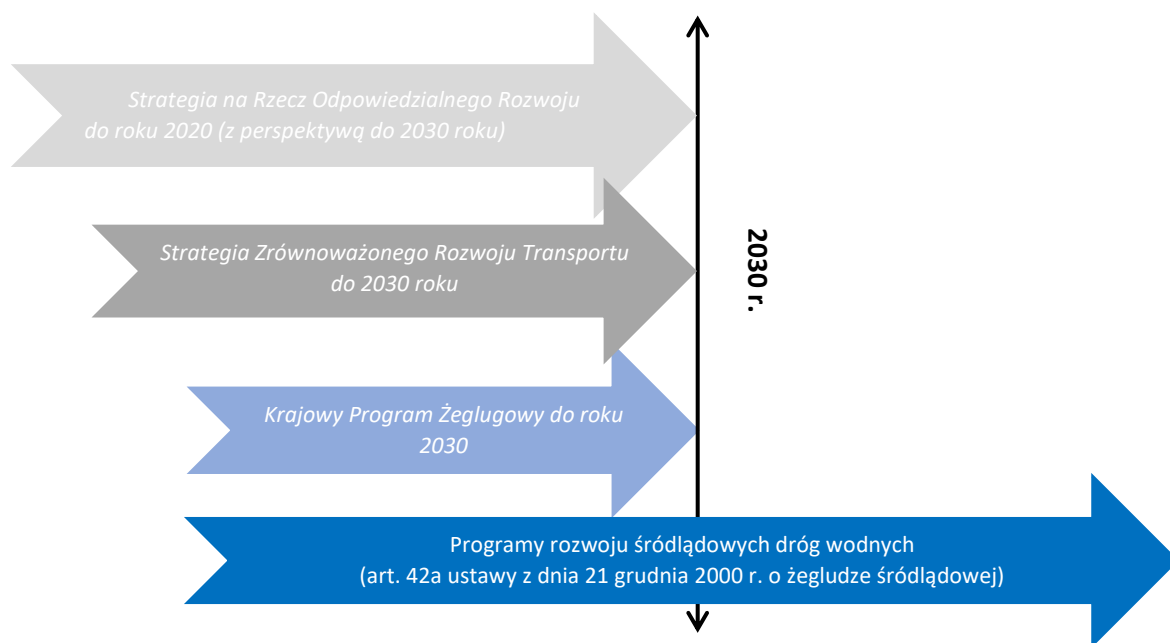 Strategia na Rzecz Odpowiedzialnego Rozwoju
do roku 2020 (z perspektywą do 2030 roku)
Strategia Zrównoważonego Rozwoju Transportu
do 2030 roku
2030 r.
Krajowy Program Żeglugowy do roku
2030
Programy rozwoju śródlądowych dróg wodnych
(art. 42a ustawy z dnia 21 grudnia 2000 r. o żegludze śródlądowej)